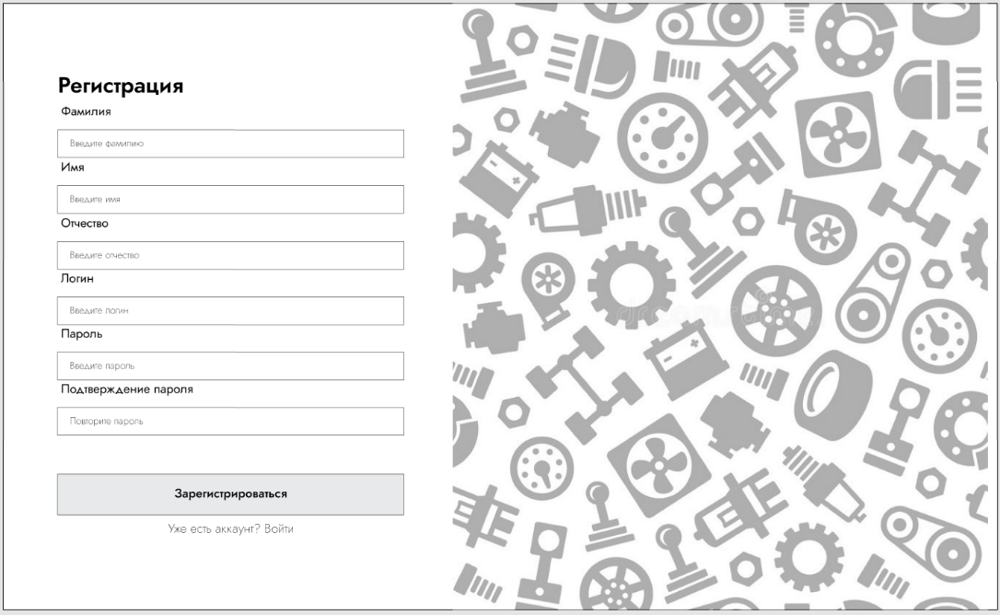 Регистрация
Фамилия
Введите фамилию
Имя
Введите имя
Отчество
Введите отчество
Логин
Введите логин
Пароль
Введите пароль
Подтверждение пароля
Повторите пароль
Зарегистрироваться
Уже есть аккаунт? Войти